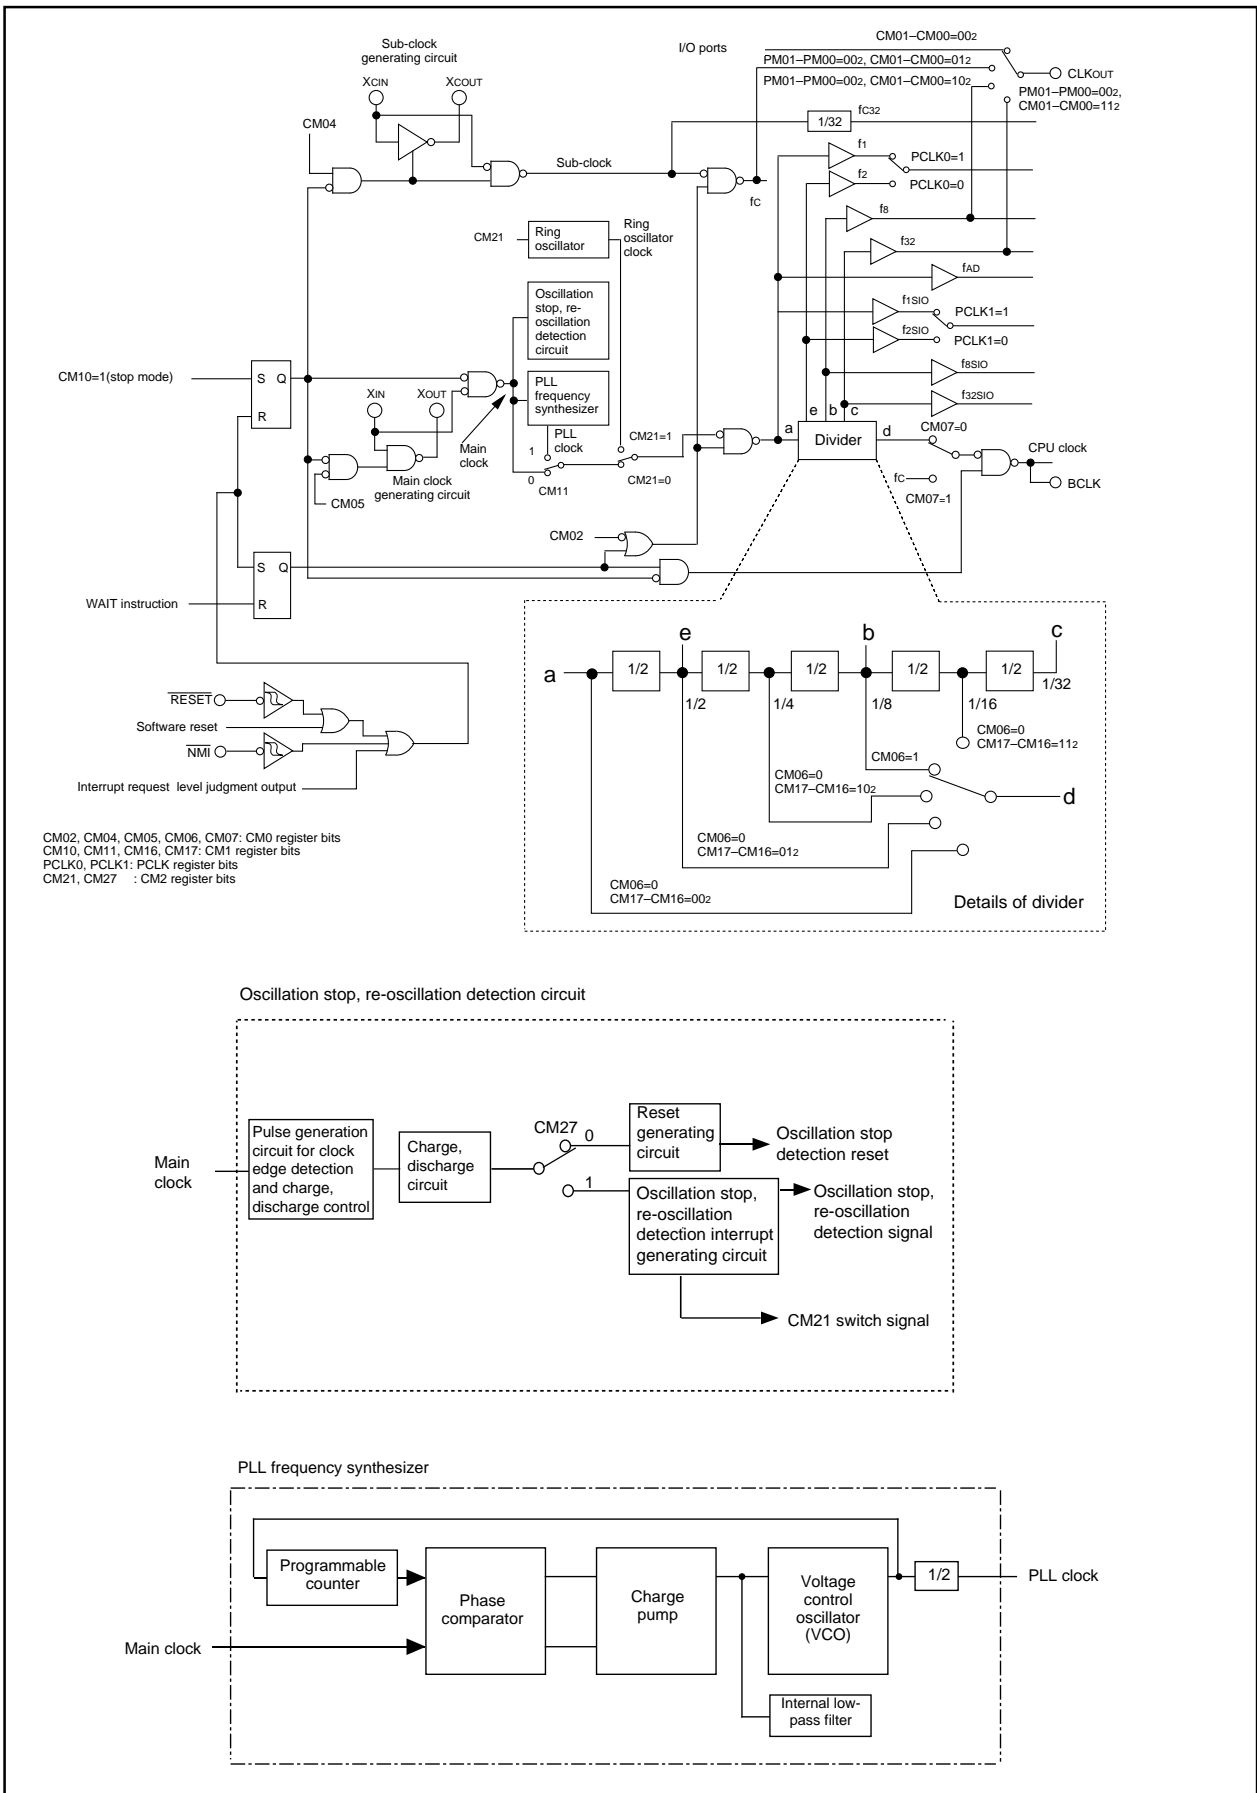 Sub-clock
generating circuit
XCIN
XCOUT
CM04
Sub-clock
I/O ports
CM01–CM00=002
PM01–PM00=002, CM01–CM00=012
PM01–PM00=002, CM01–CM00=102
CLKOUT
PM01–PM00=002,
CM01–CM00=112
1/32
fC32
f1
PCLK0=1
f2
PCLK0=0
fC
f8
f32
fAD
f1SIO
PCLK1=1
f2SIO
PCLK1=0
f8SIO
f32SIO
CM21
Ring
oscillator
Ring
oscillator
clock
Oscillation
stop, re-
oscillation
detection
circuit
PLL
frequency
synthesizer
CM10=1(stop mode)
S Q
R
XIN
XOUT
Main
clock
Main clock
generating circuit
CM05
1
PLL
clock
0
CM11
CM21=1
CM21=0
e b c
a
Divider
d
CM07=0
fC
CM07=1
CPU clock
BCLK
CM02
S Q
R
WAIT instruction
RESET
Software reset
NMI
Interrupt request level judgment output
CM02, CM04, CM05, CM06, CM07: CM0 register bits
CM10, CM11, CM16, CM17: CM1 register bits
PCLK0, PCLK1: PCLK register bits
CM21, CM27 : CM2 register bits
e b c
a
1/2 1/2 1/2 1/2 1/2
1/2 1/4 1/8 1/16 1/32
CM06=0
CM17–CM16=112
CM06=1
CM06=0
CM17–CM16=102
d
CM06=0
CM17–CM16=012
CM06=0
CM17–CM16=002
Details of divider
Oscillation stop, re-oscillation detection circuit
Main
clock
Pulse generation
circuit for clock
edge detection
and charge,
discharge control
Charge,
discharge
circuit
CM27
0
1
Reset
generating
circuit
Oscillation stop
detection reset
Oscillation stop,
re-oscillation
detection interrupt
generating circuit
Oscillation stop,
re-oscillation
detection signal
CM21 switch signal
PLL frequency synthesizer
Programmable
counter
Main clock
Phase
comparator
Charge
pump
Voltage
control
oscillator
(VCO)
1/2
PLL clock
Internal low-
pass filter